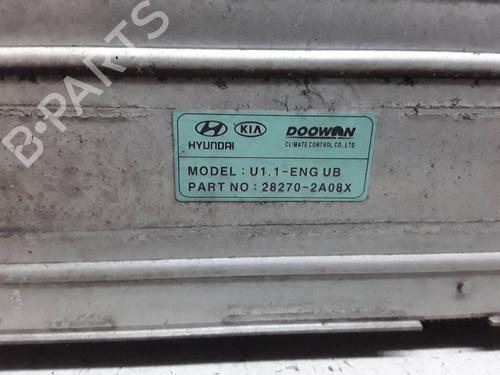 B-PARTS
HYUNDAI KIA DOOWON
CLIMATE CONTROL CO.,LTD
MODEL : U1.1-ENG UB
PART NO : 28270-2A08X